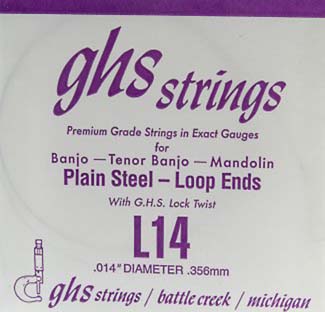 ghs strings
Premium Grade Strings in Exact Gauges
for
Banjo — Tenor Banjo — Mandolin
Plain Steel – Loop Ends
With G.H.S. Lock Twist
L14
.014" DIAMETER .356mm
ghs strings / battle creek / michigan